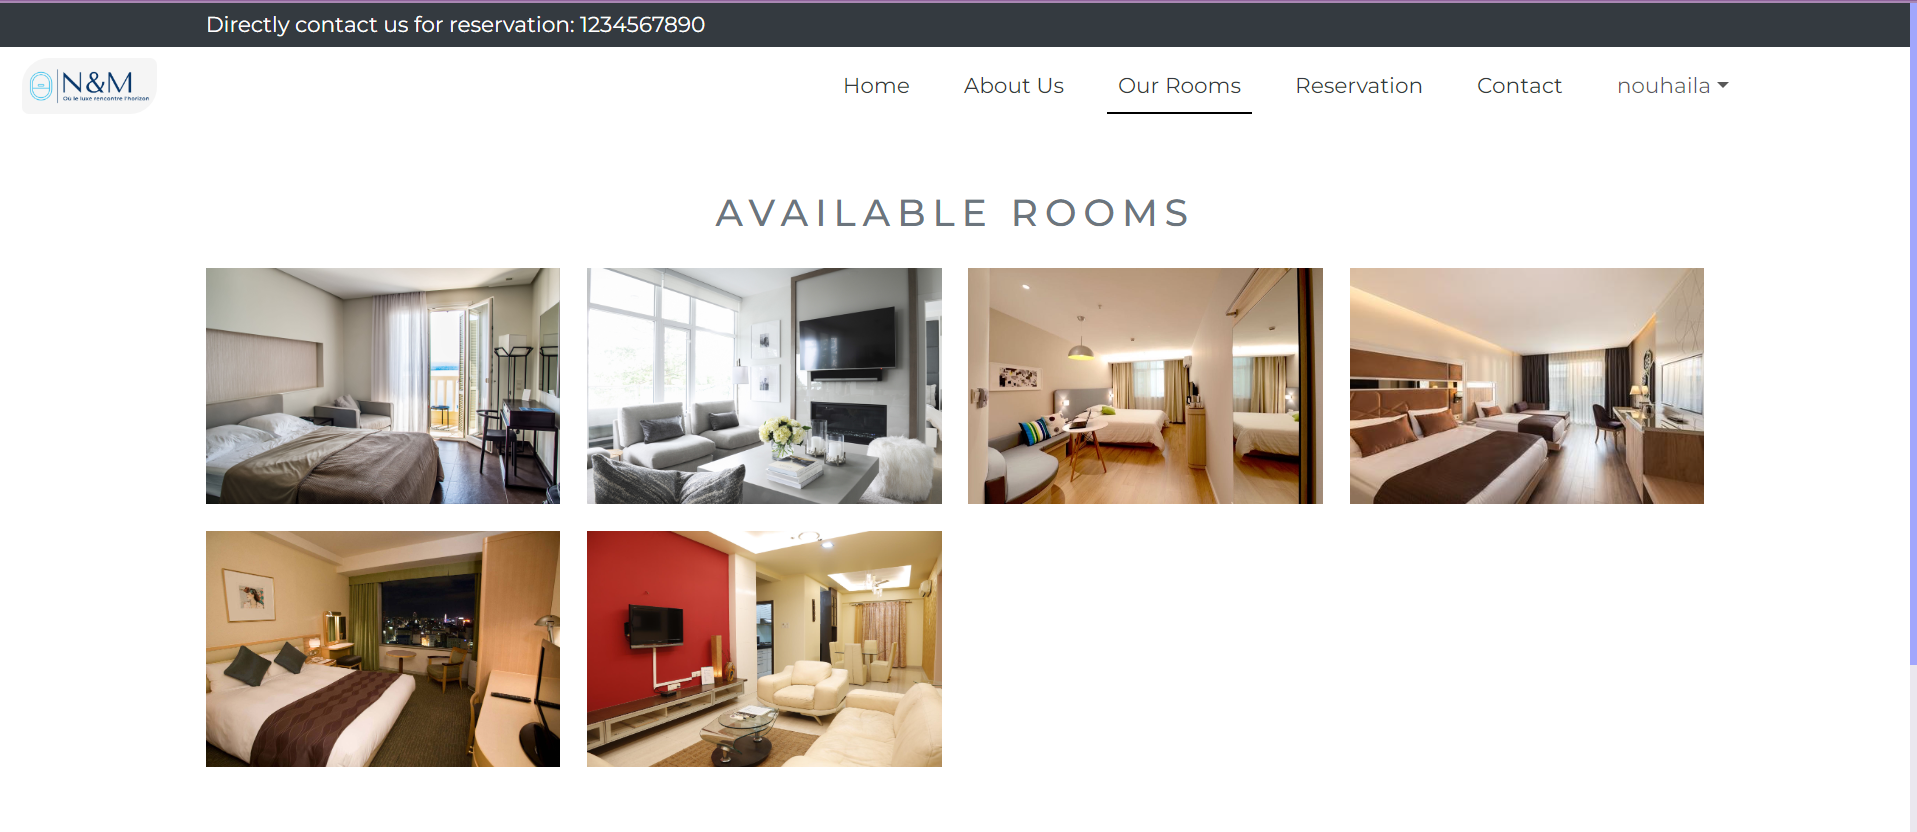 Directly contact us for reservation: 1234567890
N&M
Où le luxe rencontre l'horizon
Home
About Us
Our Rooms
Reservation
Contact
nouhaila
AVAILABLE ROOMS